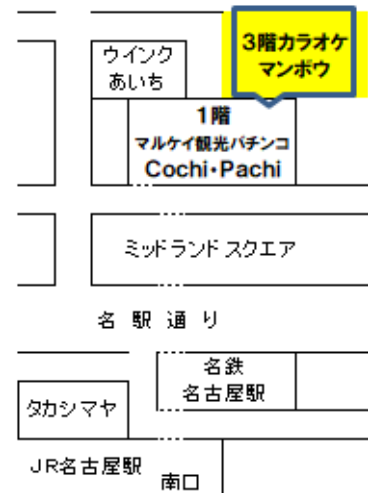 3階カラオケ
マンボウ
ウインク
あいち
1階
マルケイ観光パチンコ
Cochi・Pachi
ミッドランド スクエア
名 駅 通 り
名鉄
名古屋駅
タカシマヤ
JR名古屋駅
南口